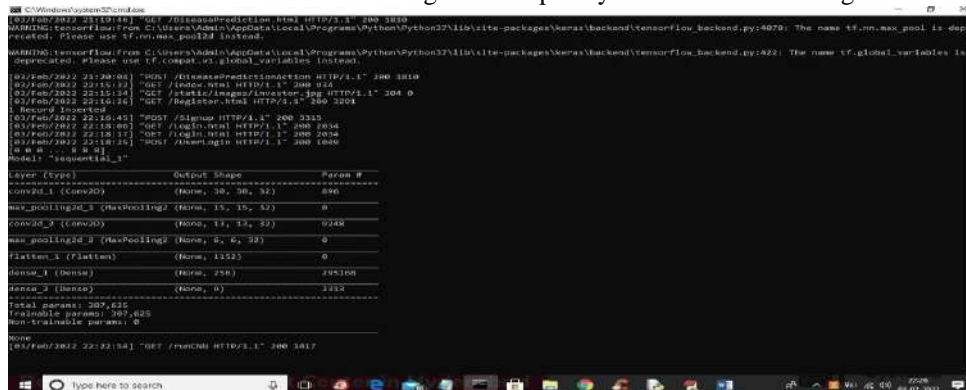 C:\Windows\system32\cmd.exe
[03/Feb/2022 21:19:46] "GET /DiseasePrediction.html HTTP/1.1" 200 1810
WARNING:tensorflow:From C:\Users\Admin\AppData\Local\Programs\Python\Python37\lib\site-packages\keras\backend\tensorflow_backend.py:4070: The name tf.nn.max_pool is dep
recated. Please use tf.nn.max_pool2d instead.
WARNING:tensorflow:From C:\Users\Admin\AppData\Local\Programs\Python\Python37\lib\site-packages\keras\backend\tensorflow_backend.py:422: The name tf.global_variables is
deprecated. Please use tf.compat.v1.global_variables instead.
[03/Feb/2022 21:20:08] "POST /DiseasePredictionAction HTTP/1.1" 200 1810
[03/Feb/2022 22:15:32] "GET /index.html HTTP/1.1" 200 934
[03/Feb/2022 22:15:34] "GET /static/images/investor.jpg HTTP/1.1" 304 0
[03/Feb/2022 22:16:26] "GET /Register.html HTTP/1.1" 200 3201
1 Record Inserted
[03/Feb/2022 22:16:45] "POST /Signup HTTP/1.1" 200 3315
[03/Feb/2022 22:18:00] "GET /Login.html HTTP/1.1" 200 2034
[03/Feb/2022 22:18:17] "GET /Login.html HTTP/1.1" 200 2034
[03/Feb/2022 22:18:25] "POST /UserLogin HTTP/1.1" 200 1049
[0 0 0 ... 8 8 8]
Model: "sequential_1"
Layer (type) Output Shape Param #
conv2d_1 (Conv2D) (None, 30, 30, 32) 896
max_pooling2d_1 (MaxPooling2 (None, 15, 15, 32) 0
conv2d_2 (Conv2D) (None, 13, 13, 32) 9248
max_pooling2d_2 (MaxPooling2 (None, 6, 6, 32) 0
flatten_1 (Flatten) (None, 1152) 0
dense_1 (Dense) (None, 256) 295168
dense_2 (Dense) (None, 9) 2313
Total params: 307,625
Trainable params: 307,625
Non-trainable params: 0
None
[03/Feb/2022 22:22:54] "GET /runCNN HTTP/1.1" 200 1417
Type here to search
22:26